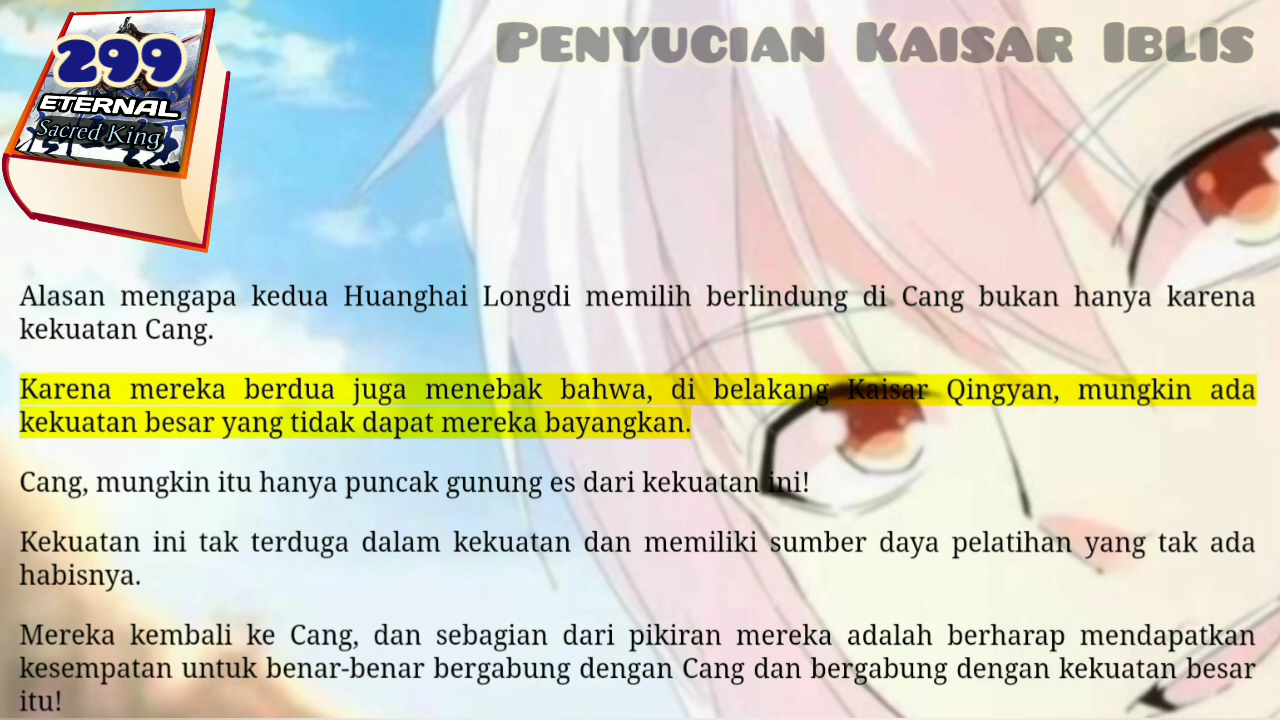 299
ETERNAL
Sacred King
Penyucian Kaisar Iblis
Alasan mengapa kedua Huanghai Longdi memilih berlindung di Cang bukan hanya karena
kekuatan Cang.
Karena mereka berdua juga menebak bahwa, di belakang Kaisar Qingyan, mungkin ada
kekuatan besar yang tidak dapat mereka bayangkan.
Cang, mungkin itu hanya puncak gunung es dari kekuatan ini!
Kekuatan ini tak terduga dalam kekuatan dan memiliki sumber daya pelatihan yang tak ada
habisnya.
Mereka kembali ke Cang, dan sebagian dari pikiran mereka adalah berharap mendapatkan
kesempatan untuk benar-benar bergabung dengan Cang dan bergabung dengan kekuatan besar
itu!